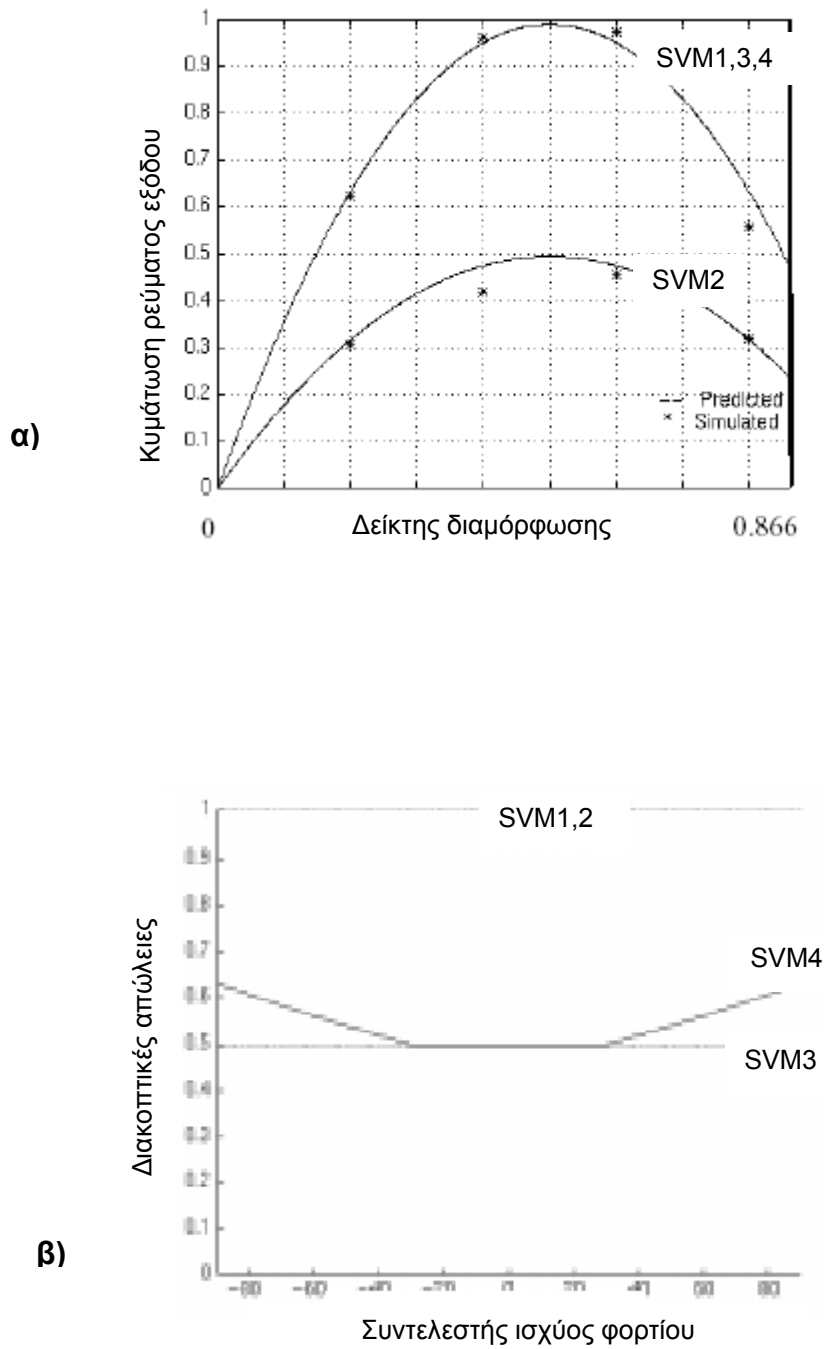 α)
Κυμάτωση ρεύματος εξόδου
1
0.9
0.8
0.7
0.6
0.5
0.4
0.3
0.2
0.1
0
SVM1,3,4
SVM2
Predicted
* Simulated
0
Δείκτης διαμόρφωσης
0.866
β)
Διακοπτικές απώλειες
1
0.9
0.8
0.7
0.6
0.5
0.4
0.3
0.2
0.1
0
SVM1,2
SVM4
SVM3
-80
-60
-40
-20
0
20
40
60
80
Συντελεστής ισχύος φορτίου